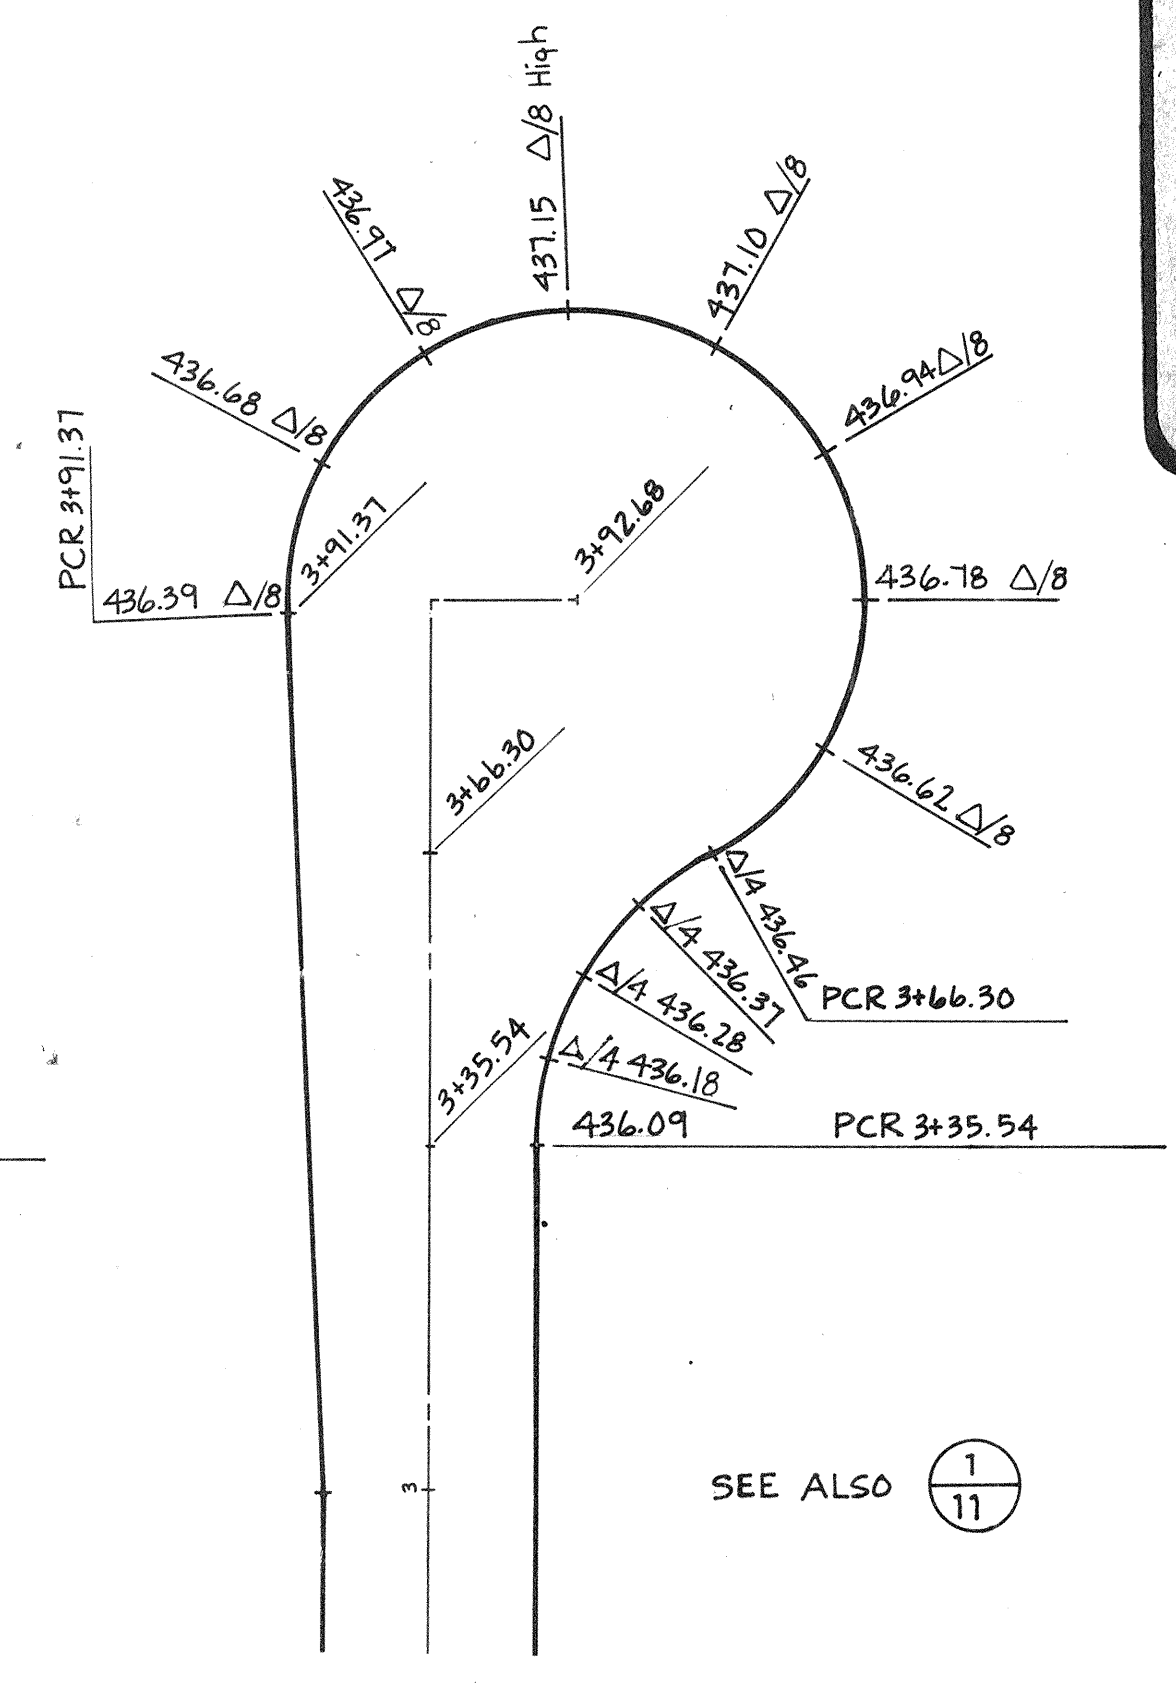 437.15 Δ/8 High
436.97 Δ/8
437.10 Δ/8
436.68 Δ/8
436.94 Δ/8
PCR 3+91.37
436.39 Δ/8
3+91.37
3+92.68
436.78 Δ/8
3+66.30
436.62 Δ/8
Δ/4 436.46
PCR 3+66.30
Δ/4 436.37
Δ/4 436.28
Δ/4 436.18
3+35.54
436.09
PCR 3+35.54
3
SEE ALSO
1
11